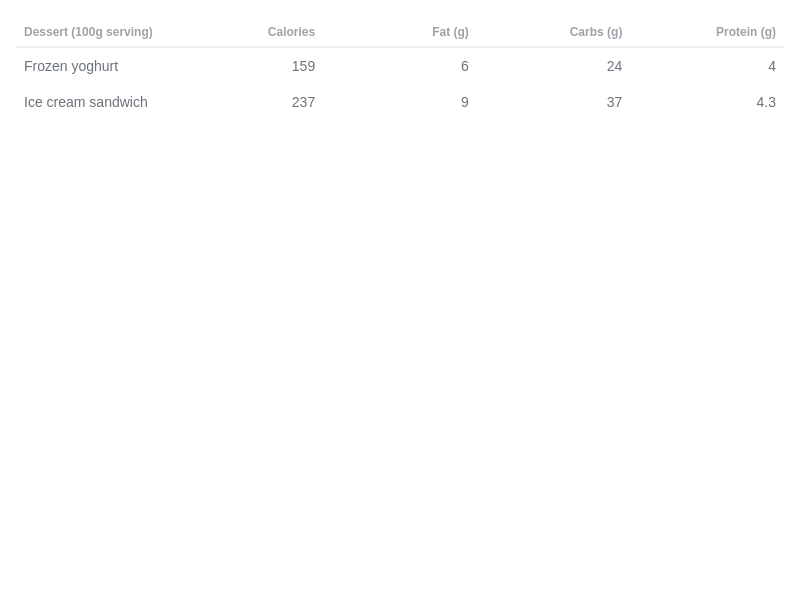 Dessert (100g serving) Calories Fat (g) Carbs (g) Protein (g)
Frozen yoghurt 159 6 24 4
Ice cream sandwich 237 9 37 4.3